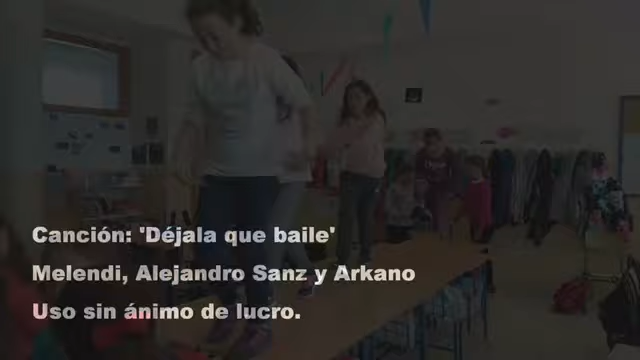 Canción: 'Déjala que baile'
Melendi, Alejandro Sanz y Arkano
Uso sin ánimo de lucro.